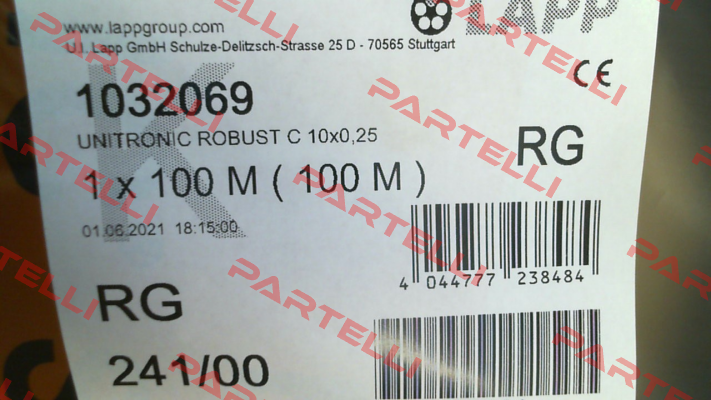 www.lappgroup.com
LAPP
U.I. Lapp GmbH Schulze-Delitzsch-Strasse 25 D - 70565 Stuttgart
CE
1032069
UNITRONIC ROBUST C 10x0,25
RG
1 x 100 M ( 100 M )
01.06.2021 18:15:00
4 044777 238484
RG
241/00
PARTELLI
PARTELLI
PARTELLI
PARTELLI
PARTELLI
PARTELLI
PARTELLI